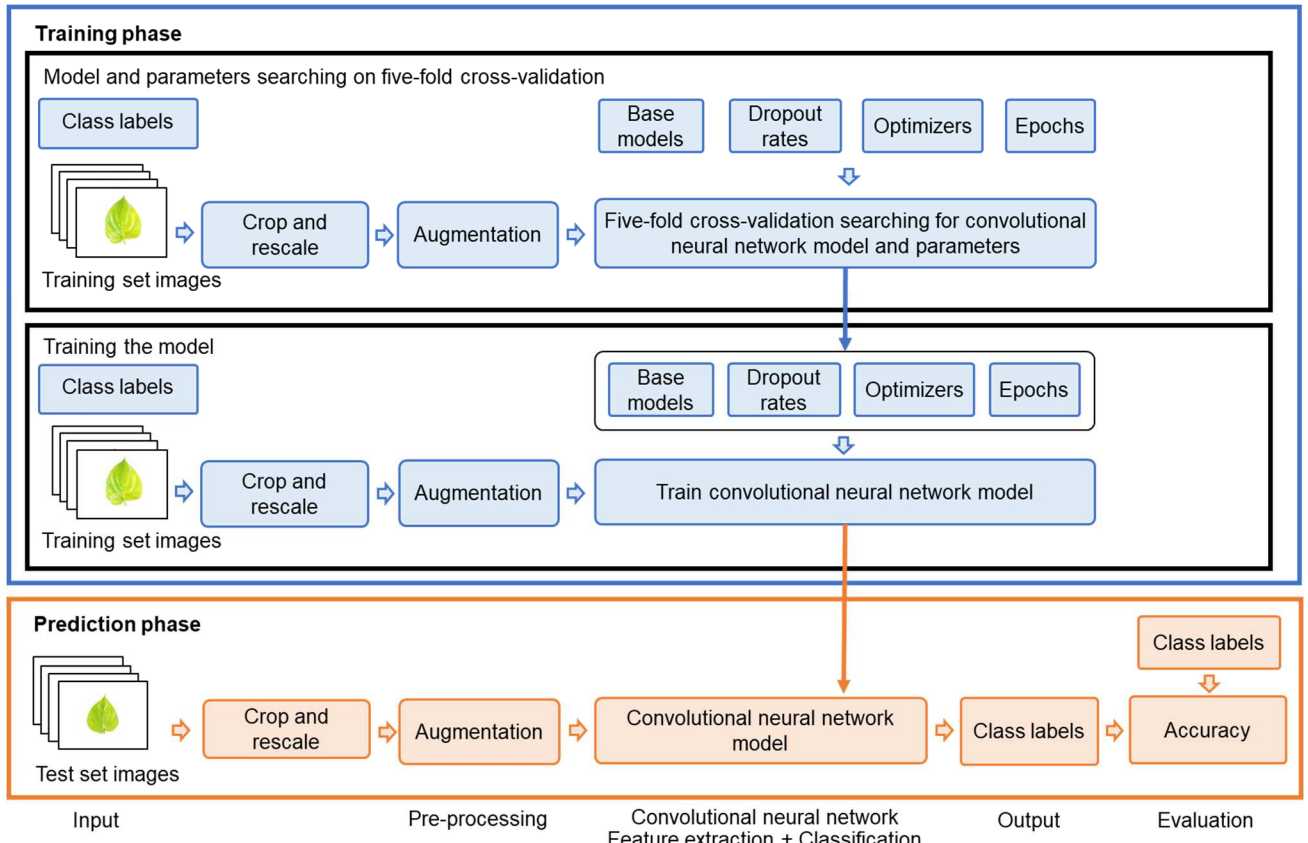 Training phase
Model and parameters searching on five-fold cross-validation
Class labels
Base
models
Dropout
rates
Optimizers
Epochs
Crop and
rescale
Augmentation
Five-fold cross-validation searching for convolutional
neural network model and parameters
Training set images
Training the model
Class labels
Base
models
Dropout
rates
Optimizers
Epochs
Crop and
rescale
Augmentation
Train convolutional neural network model
Training set images
Prediction phase
Class labels
Crop and
rescale
Augmentation
Convolutional neural network
model
Class labels
Accuracy
Test set images
Input
Pre-processing
Convolutional neural network
Feature extraction + Classification
Output
Evaluation